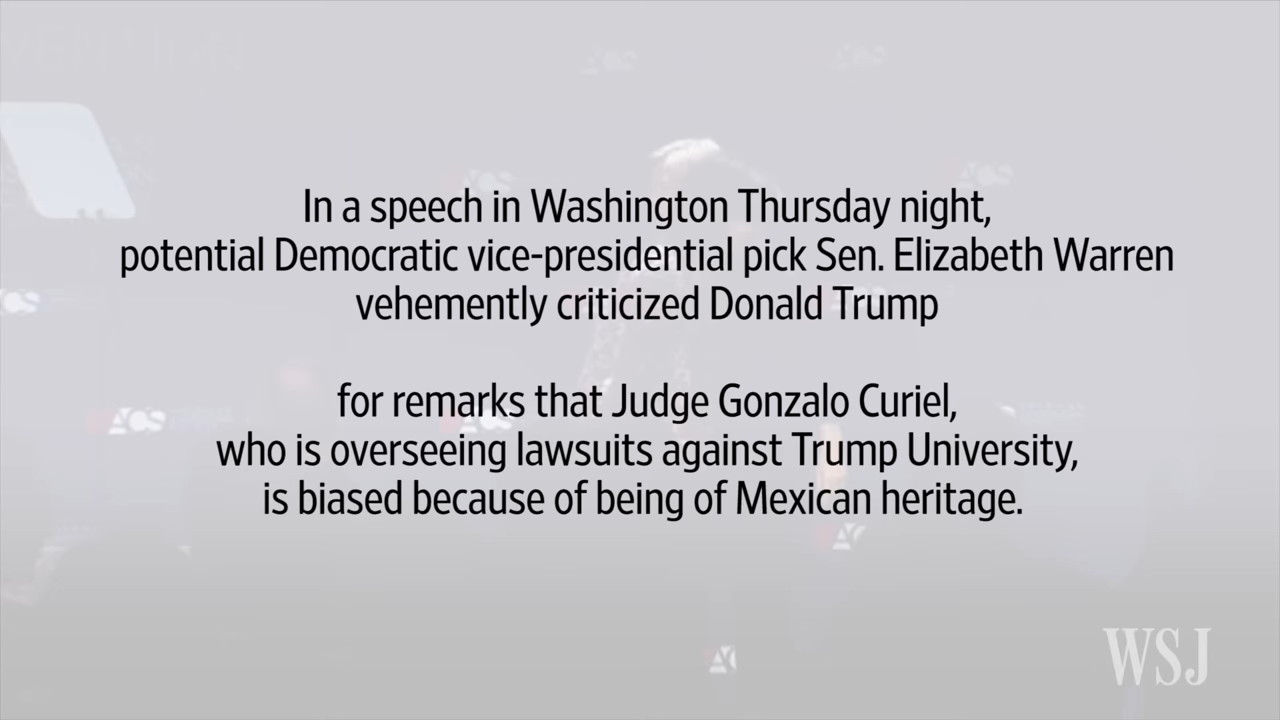 In a speech in Washington Thursday night,
potential Democratic vice-presidential pick Sen. Elizabeth Warren
vehemently criticized Donald Trump
for remarks that Judge Gonzalo Curiel,
who is overseeing lawsuits against Trump University,
is biased because of being of Mexican heritage.
ACS
WSJ